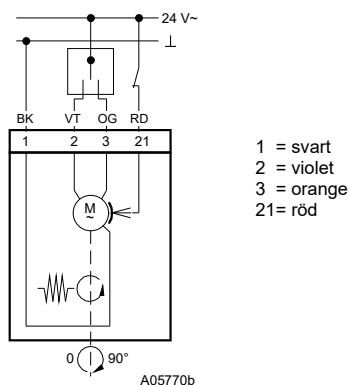 24 V~
⊥
BK VT OG RD
1 2 3 21
M
~
0 90°
A05770b
1 = svart
2 = violet
3 = orange
21= röd